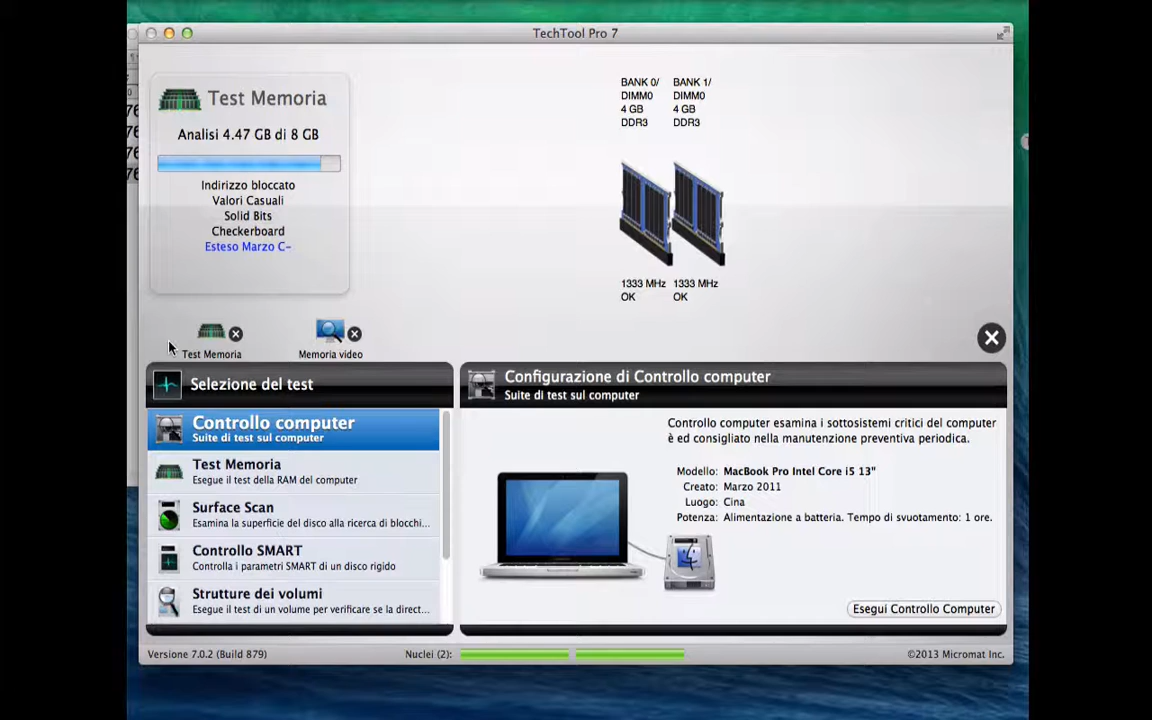 TechTool Pro 7
Test Memoria
Analisi 4.47 GB di 8 GB
Indirizzo bloccato
Valori Casuali
Solid Bits
Checkerboard
Esteso Marzo C-
BANK 0/
DIMM0
4 GB
DDR3
BANK 1/
DIMM0
4 GB
DDR3
1333 MHz
OK
1333 MHz
OK
Test Memoria
Memoria video
Selezione del test
Controllo computer
Suite di test sul computer
Test Memoria
Esegue il test della RAM del computer
Surface Scan
Esamina la superficie del disco alla ricerca di blocchi...
Controllo SMART
Controlla i parametri SMART di un disco rigido
Strutture dei volumi
Esegue il test di un volume per verificare se la direct...
Configurazione di Controllo computer
Suite di test sul computer
Controllo computer esamina i sottosistemi critici del computer
è ed consigliato nella manutenzione preventiva periodica.
Modello: MacBook Pro Intel Core i5 13"
Creato: Marzo 2011
Luogo: Cina
Potenza: Alimentazione a batteria. Tempo di svuotamento: 1 ore.
Esegui Controllo Computer
Versione 7.0.2 (Build 879)
Nuclei (2):
©2013 Micromat Inc.